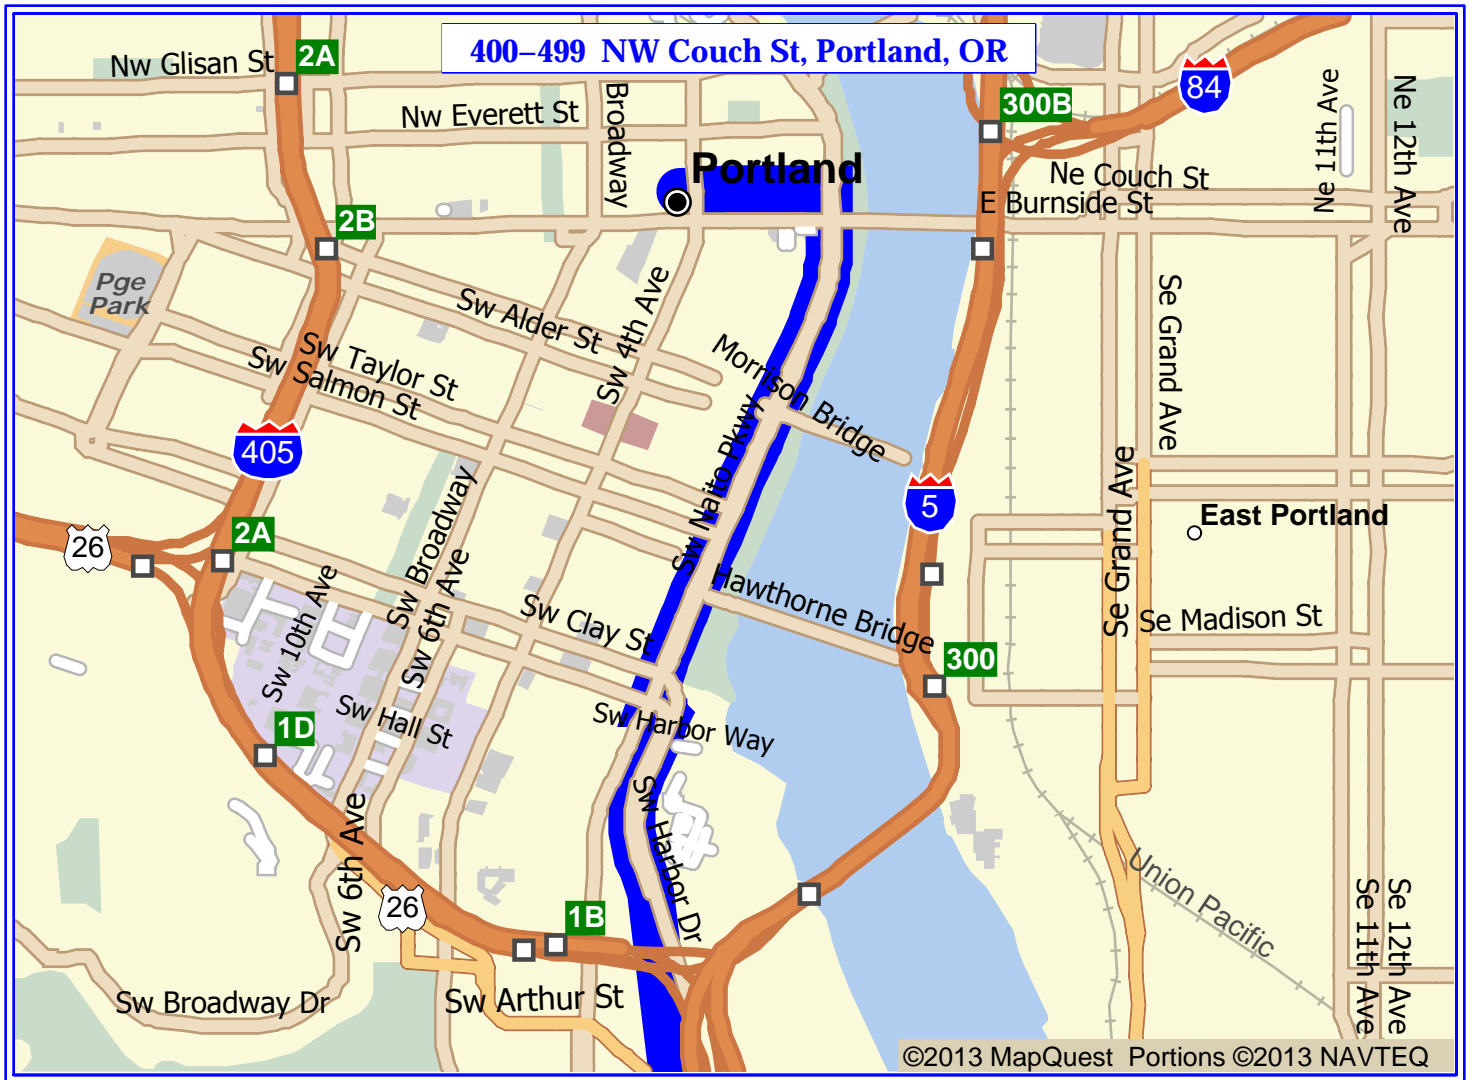 400–499 NW Couch St, Portland, OR
Nw Glisan St
2A
Nw Everett St
Broadway
300B
84
Ne 11th Ave
Ne 12th Ave
Portland
Ne Couch St
E Burnside St
2B
Pge
Park
Sw Alder St
Sw 4th Ave
Se Grand Ave
Sw Taylor St
Sw Salmon St
Morrison Bridge
405
Sw Naito Pkwy
5
Se Grand Ave
East Portland
26
2A
Sw Broadway
Sw 6th Ave
Sw 10th Ave
Sw Clay St
Hawthorne Bridge
Se Madison St
300
Sw Hall St
Sw Harbor Way
1D
Sw Harbor Dr
Sw 6th Ave
Union Pacific
26
1B
Se 11th Ave
Se 12th Ave
Sw Broadway Dr
Sw Arthur St
©2013 MapQuest Portions ©2013 NAVTEQ